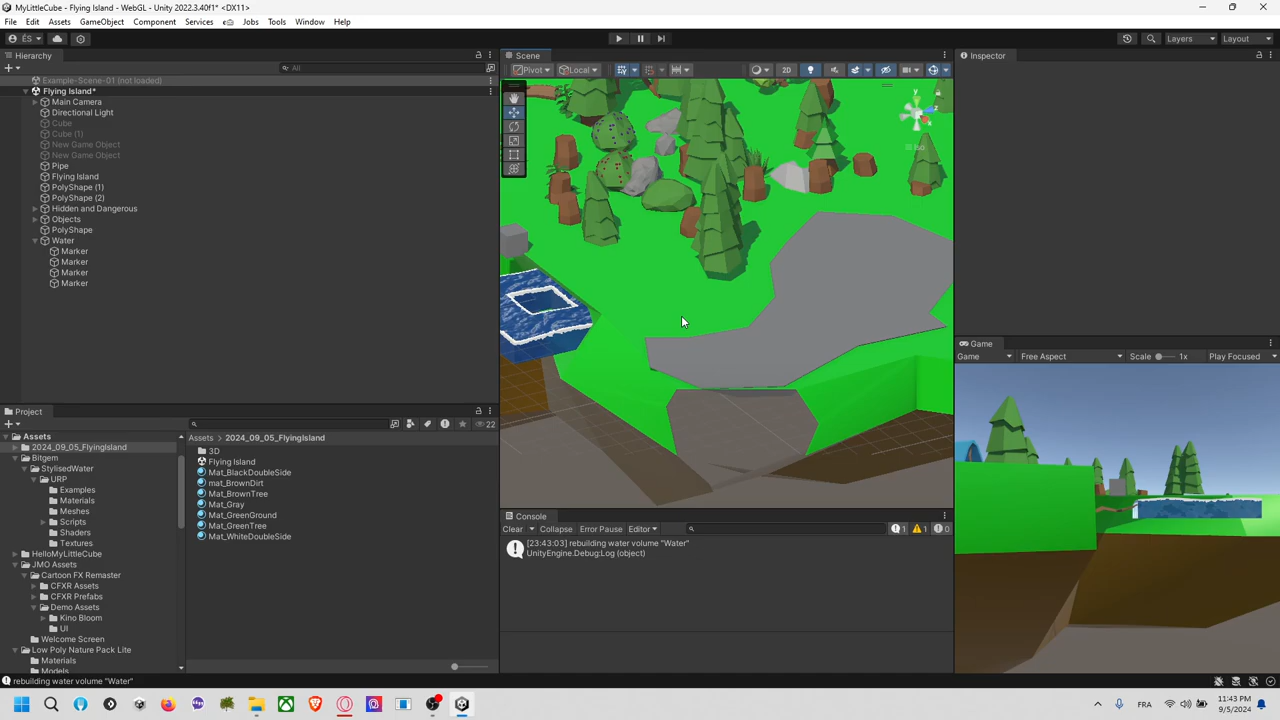 MyLittleCube - Flying Island - WebGL - Unity 2022.3.40f1* <DX11>
File Edit Assets GameObject Component Services Jobs Tools Window Help
ÉS Layers Layout
Hierarchy
All
Example-Scene-01 (not loaded)
Flying Island*
Main Camera
Directional Light
Cube
Cube (1)
New Game Object
New Game Object
Pipe
Flying Island
PolyShape (1)
PolyShape (2)
Hidden and Dangerous
Objects
PolyShape
Water
Marker
Marker
Marker
Marker
Scene
Pivot Local 2D
y
z
x
Iso
Inspector
Game
Game Free Aspect Scale 1x Play Focused
Project
22
Assets
2024_09_05_FlyingIsland
Bitgem
StylisedWater
URP
Examples
Materials
Meshes
Scripts
Shaders
Textures
HelloMyLittleCube
JMO Assets
Cartoon FX Remaster
CFXR Assets
CFXR Prefabs
Demo Assets
Kino Bloom
UI
Welcome Screen
Low Poly Nature Pack Lite
Materials
Models
Assets 2024_09_05_FlyingIsland
3D
Flying Island
Mat_BlackDoubleSide
mat_BrownDirt
Mat_BrownTree
Mat_Gray
Mat_GreenGround
Mat_GreenTree
Mat_WhiteDoubleSide
Console
Clear Collapse Error Pause Editor 1 1 0
[23:43:03] rebuilding water volume "Water"
UnityEngine.Debug:Log (object)
rebuilding water volume "Water"
FRA
11:43 PM
9/5/2024